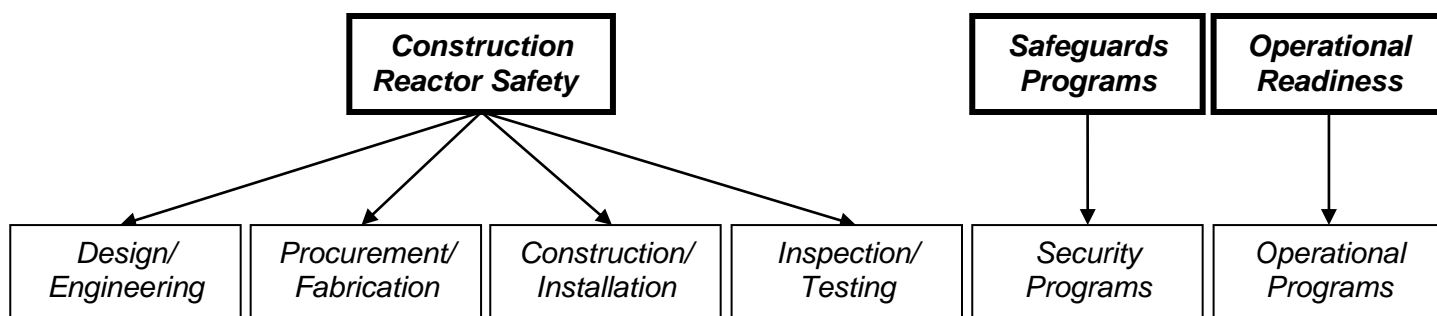 Construction
Reactor Safety
Safeguards
Programs
Operational
Readiness
Design/
Engineering
Procurement/
Fabrication
Construction/
Installation
Inspection/
Testing
Security
Programs
Operational
Programs